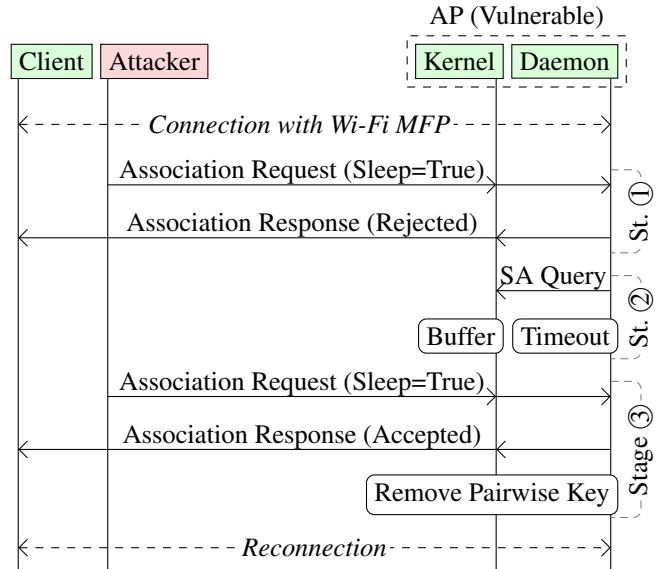 AP (Vulnerable)
Client Attacker Kernel Daemon
Connection with Wi-Fi MFP
Association Request (Sleep=True)
Association Response (Rejected)
St. ①
SA Query
Buffer Timeout
St. ②
Association Request (Sleep=True)
Association Response (Accepted)
Remove Pairwise Key
Stage ③
Reconnection